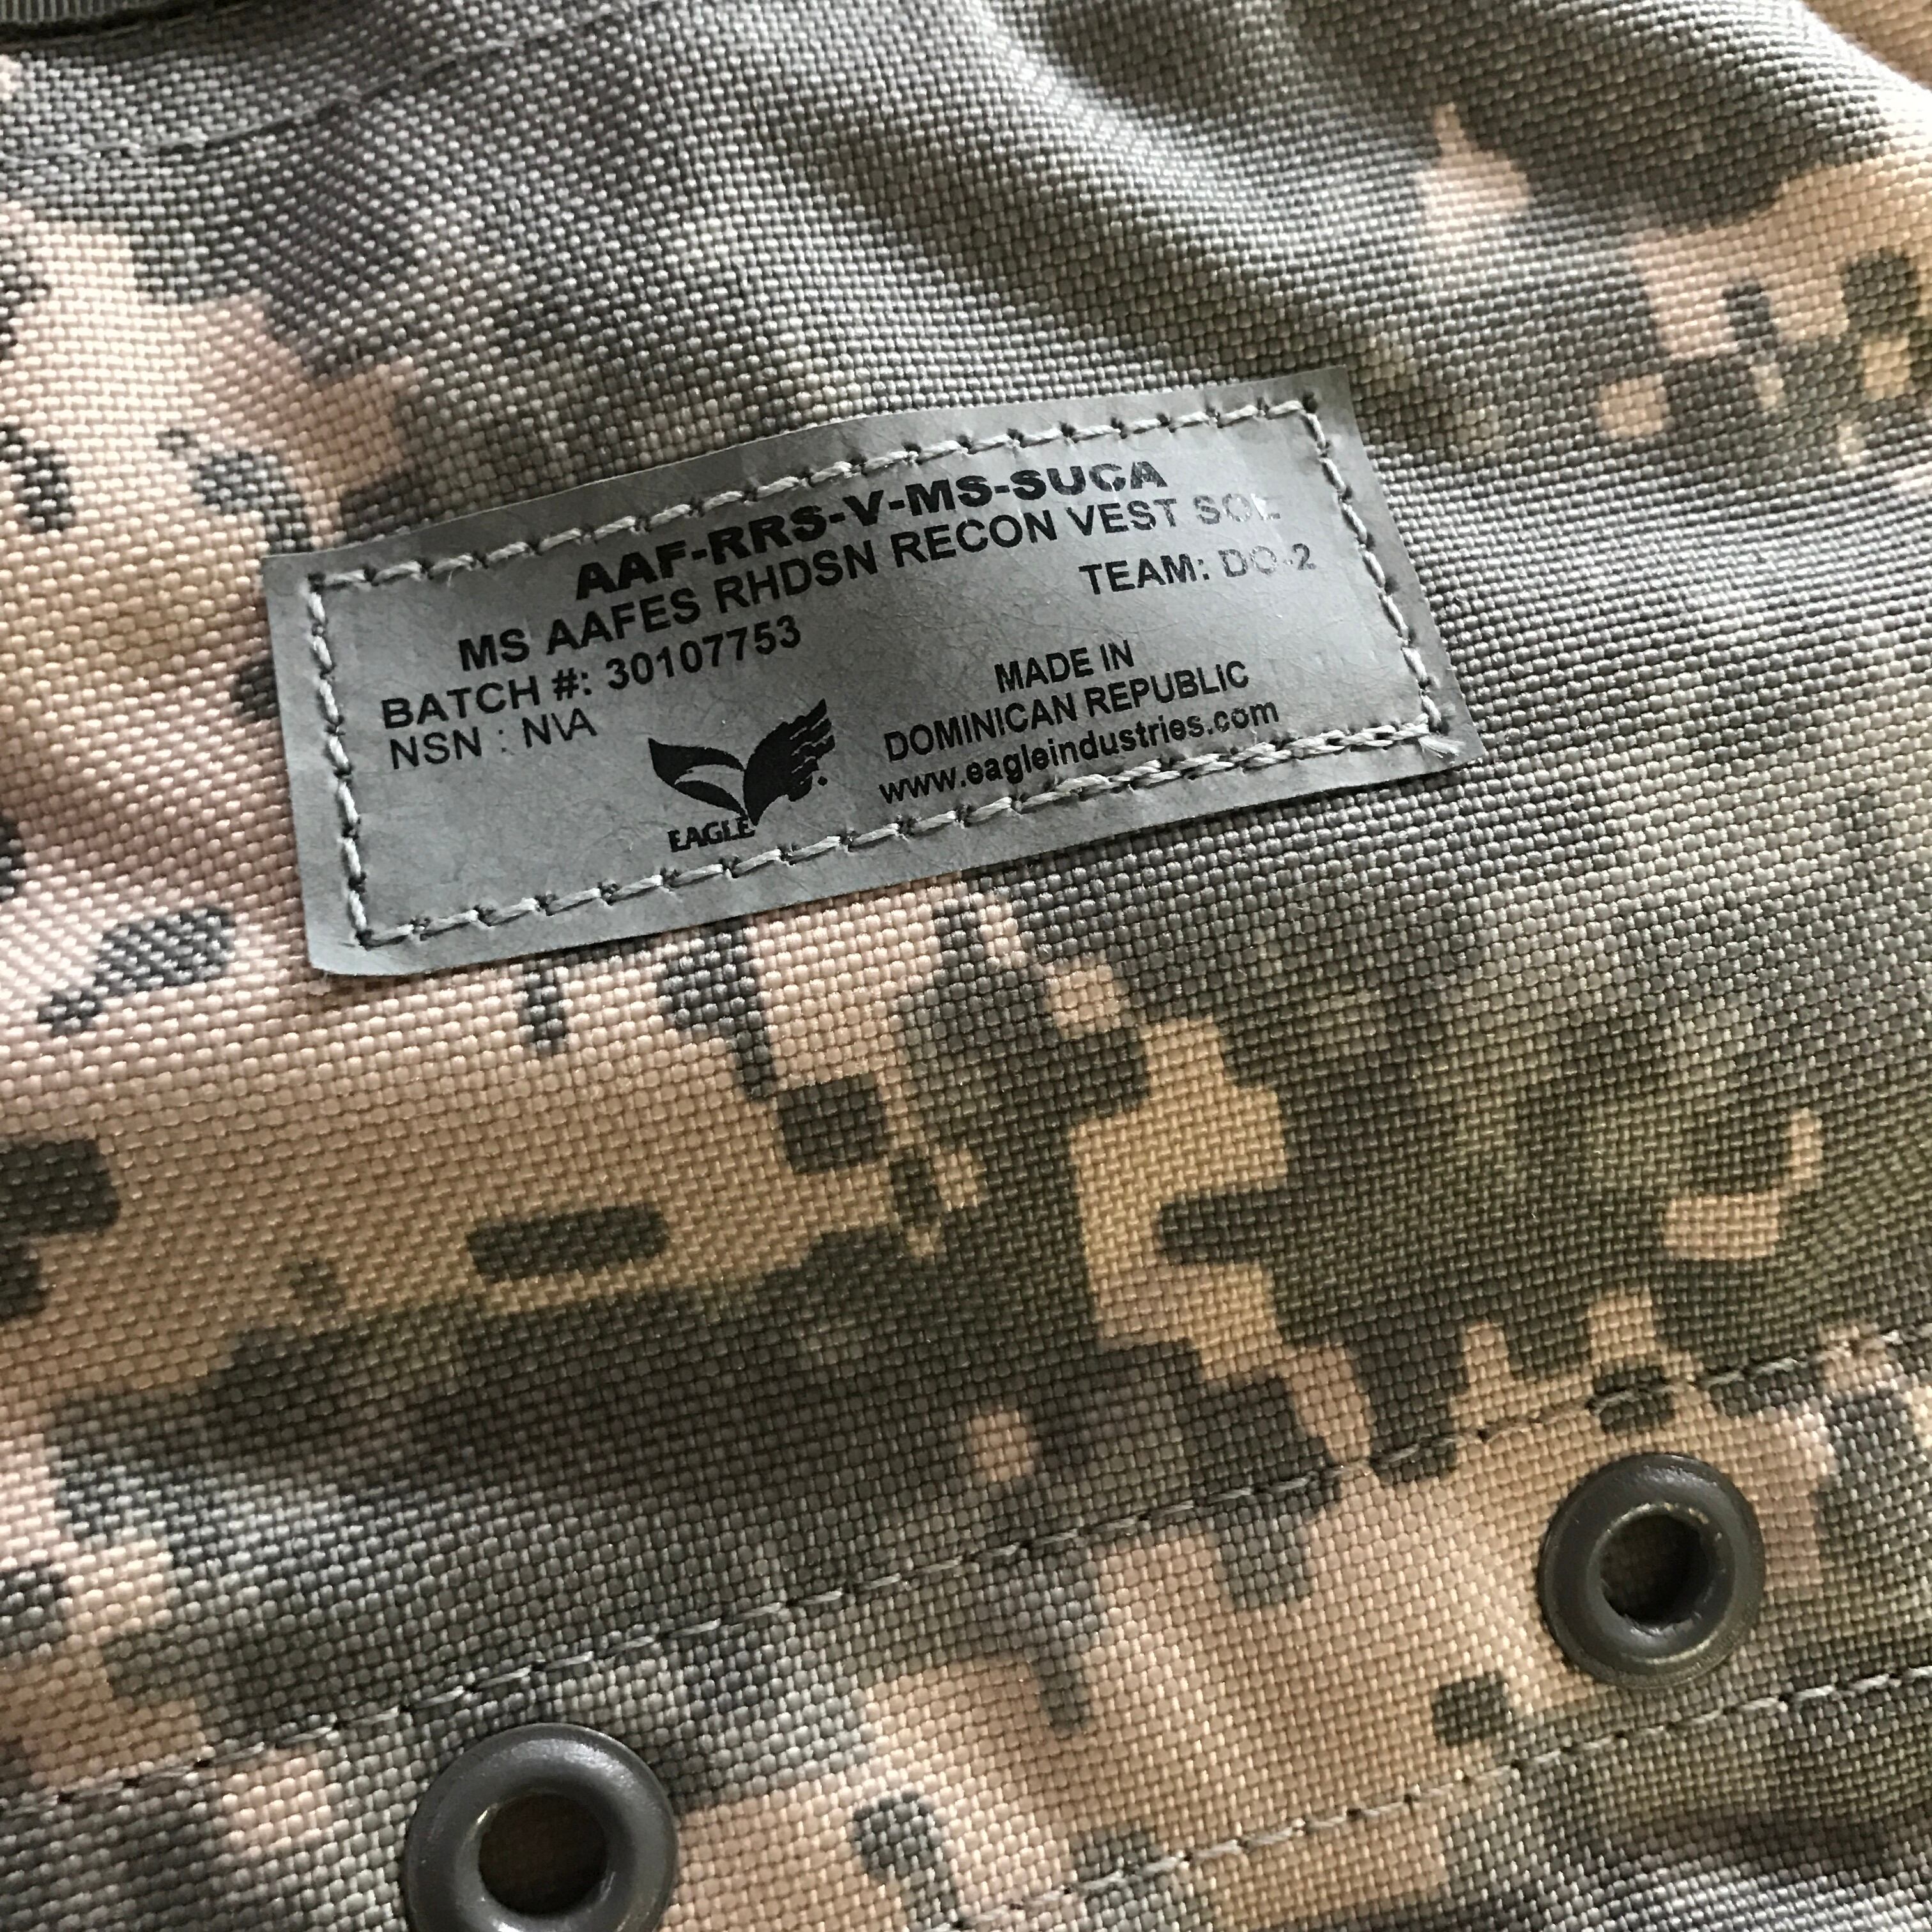 AAF-RRS-V-MS-SUCA
MS AAFES RHDSN RECON VEST SOE
TEAM: DO-2
BATCH #: 30107753
NSN : N\A
EAGLE
MADE IN
DOMINICAN REPUBLIC
www.eagleindustries.com